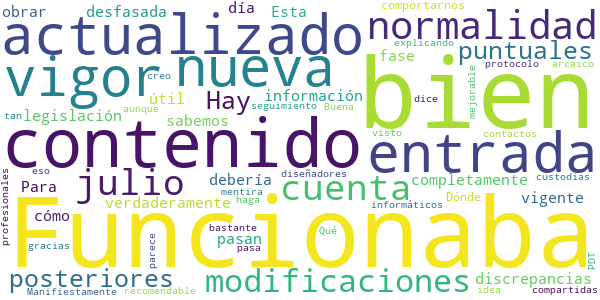 obrar desfasada día comportarnos
actualizado Esta normalidad
explicando
vigor nueva fase puntuales
creo protocolo arcaico
útil Hay información bien
aunque seguimiento Buena dice mejorable
tan legislación sabemos
contenido visto contactos
entrada
eso diseñadores
Para julio debería cuenta completamente custodias
mentira
profesionales cómo verdaderamente haga informáticos Dónde vigente
Funcionaba
gracias bastante Qué
parece pasan
pasa
posteriores modificaciones discrepancias PDT
Manifiestamente recomendable idea compartidas